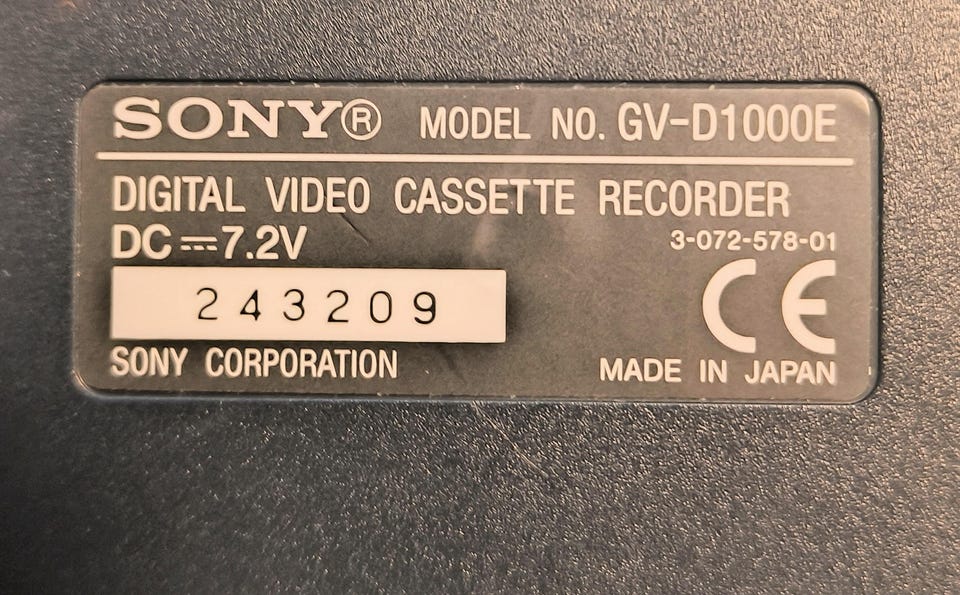 SONY® MODEL NO. GV-D1000E
DIGITAL VIDEO CASSETTE RECORDER
DC ⎓ 7.2V 3-072-578-01
243209 CE
SONY CORPORATION MADE IN JAPAN